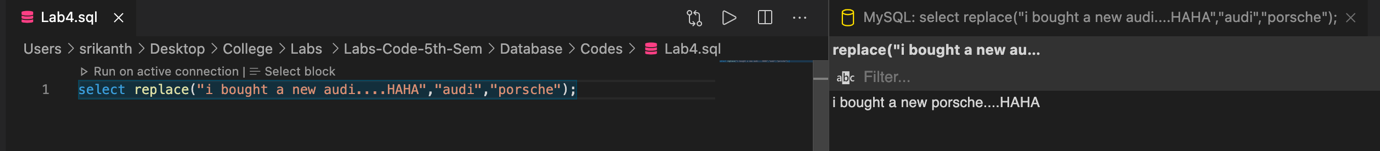 Lab4.sql
Users > srikanth > Desktop > College > Labs > Labs-Code-5th-Sem > Database > Codes > Lab4.sql
Run on active connection | Select block
1 select replace("i bought a new audi....HAHA","audi","porsche");
MySQL: select replace("i bought a new audi....HAHA","audi","porsche");
replace("i bought a new au...
abc Filter...
i bought a new porsche....HAHA